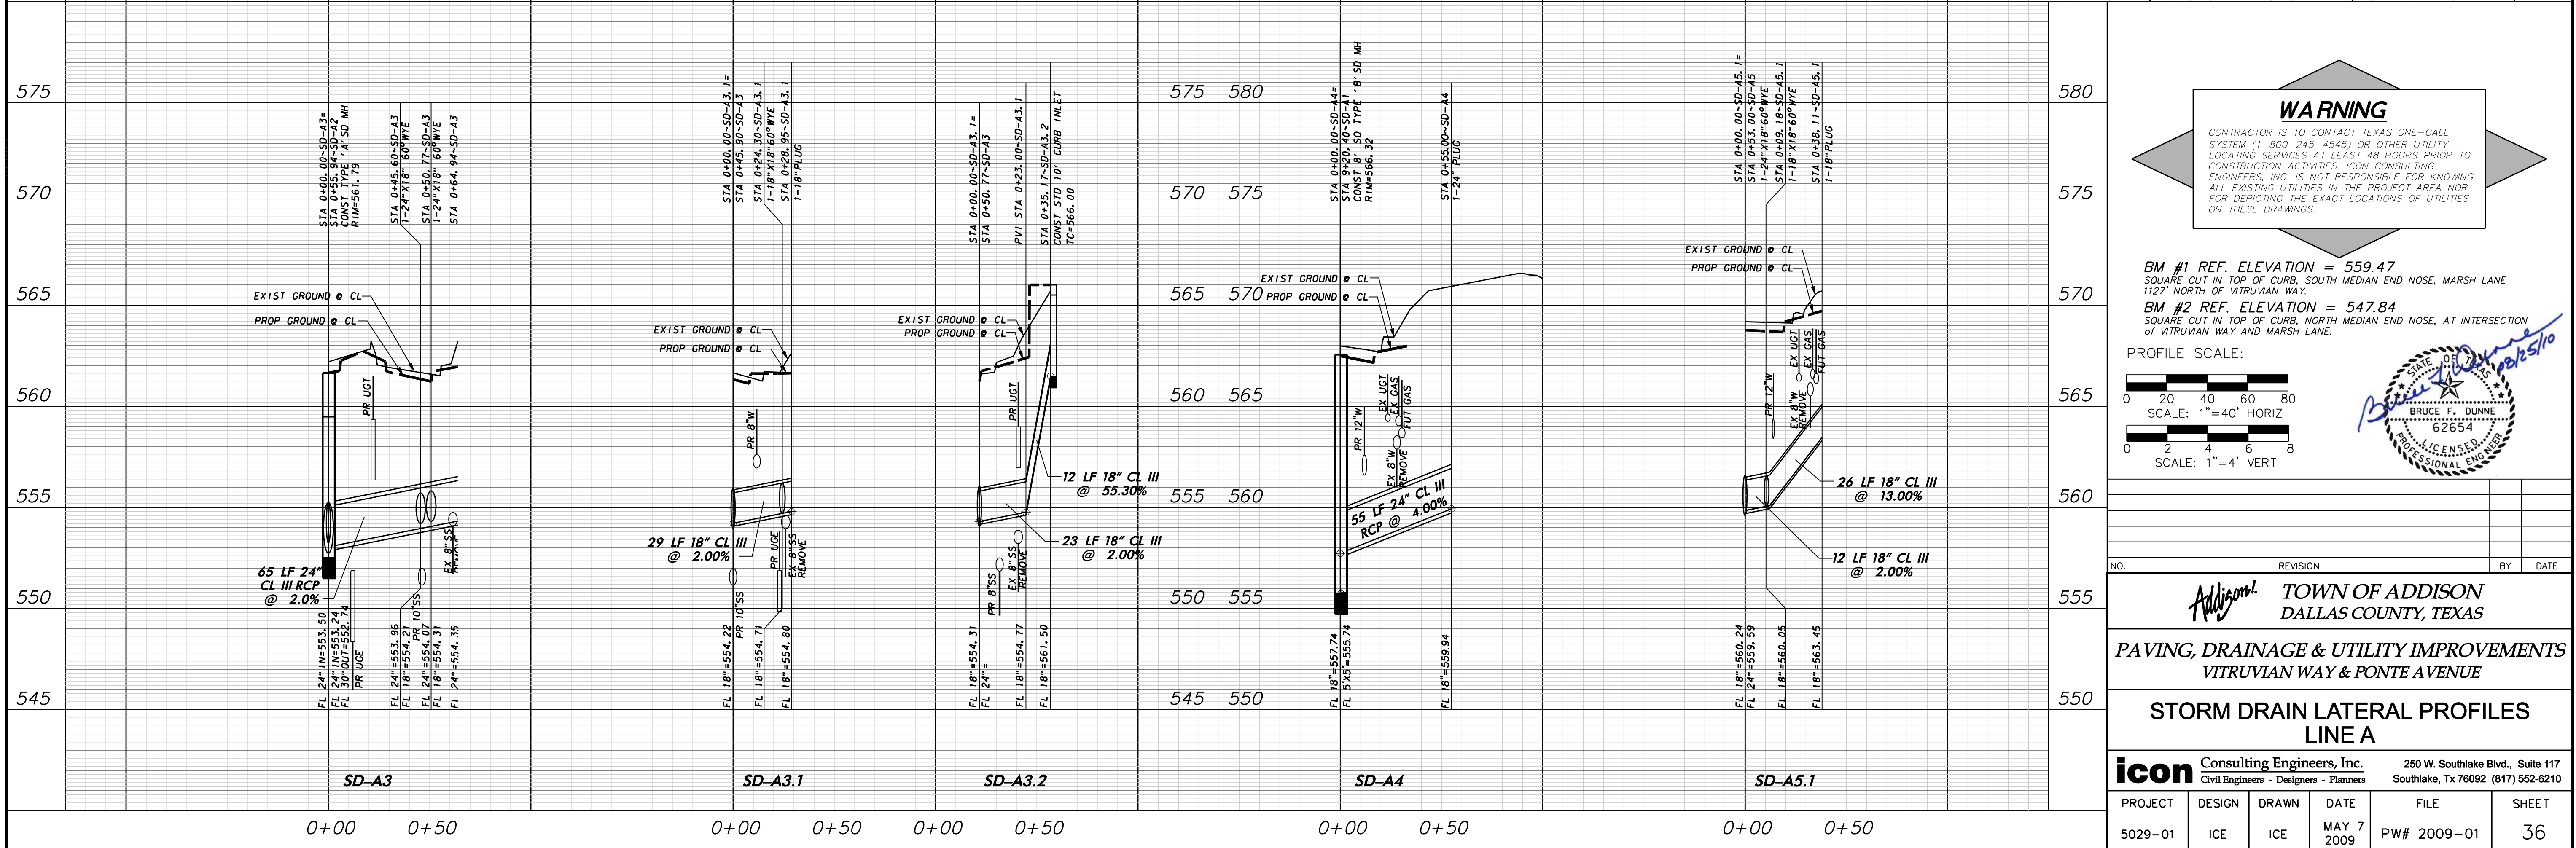 575
570
565
560
555
550
545
STA 0+00.00~SD-A3=
STA 0+55.94~SD-A2
CONST TYPE 'A' SD MH
RIM=561.79
STA 0+45.60~SD-A3
1-24"X18" 60° WYE
STA 0+50.77~SD-A3
1-24"X18" 60° WYE
STA 0+64.94~SD-A3
EXIST GROUND @ CL
PROP GROUND @ CL
PR UGT
65 LF 24"
CL III RCP
@ 2.0%
EX 8"SS
PR 10"SS
PR UGE
FL 24" IN=553.50
FL 24" IN=553.24
FL 30" OUT=552.74
FL 24"=553.96
FL 18"=554.21
FL 24"=554.07
FL 18"=554.31
FL 24"=554.35
SD-A3
0+00
0+50
STA 0+00.00~SD-A3.1=
STA 0+45.90~SD-A3
STA 0+24.30~SD-A3.1
1-18"X18"60°WYE
STA 0+28.95~SD-A3.1
1-18"PLUG
EXIST GROUND @ CL
PROP GROUND @ CL
PR 8"W
29 LF 18" CL III
@ 2.00%
PR UGE
EX 8"SS
REMOVE
PR 10"SS
FL 18"=554.22
FL 18"=554.71
FL 18"=554.80
SD-A3.1
0+00
0+50
STA 0+00.00~SD-A3.1=
STA 0+50.77~SD-A3
PVI STA 0+23.00~SD-A3.1
STA 0+35.17~SD-A3.2
CONST STD 10' CURB INLET
TC=566.00
EXIST GROUND @ CL
PROP GROUND @ CL
PR UGT
12 LF 18" CL III
@ 55.30%
23 LF 18" CL III
@ 2.00%
PR 8"SS
EX 8"SS
REMOVE
FL 18"=554.31
FL 24"=
FL 18"=554.77
FL 18"=561.50
SD-A3.2
0+00
0+50
575 580
570 575
565 570
560 565
555 560
550 555
545 550
STA 0+00.00~SD-A4=
STA 9+20.40~SD-A1
CONST 8' SD TYPE 'B' SD MH
RIM=566.32
STA 0+55.00~SD-A4
1-24" PLUG
EXIST GROUND @ CL
PROP GROUND @ CL
PR 12"W
EX UGT
EX GAS
FUT GAS
EX 8"W
REMOVE
55 LF 24" CL III
RCP @ 4.00%
FL 18"=557.74
FL 5'X5'=555.74
FL 18"=559.94
SD-A4
0+00
0+50
STA 0+00.00~SD-A5.1=
STA 0+53.00~SD-A5
1-24"X18"60°WYE
STA 0+09.18~SD-A5.1
1-18"X18"60°WYE
STA 0+38.11~SD-A5.1
1-18"PLUG
EXIST GROUND @ CL
PROP GROUND @ CL
PR 12"W
EX UGT
EX GAS
FUT GAS
EX 8"W
REMOVE
26 LF 18" CL III
@ 13.00%
12 LF 18" CL III
@ 2.00%
FL 18"=560.24
FL 24"=559.59
FL 18"=560.05
FL 18"=563.45
SD-A5.1
0+00
0+50
580
575
570
565
560
555
550
WARNING
CONTRACTOR IS TO CONTACT TEXAS ONE-CALL
SYSTEM (1-800-245-4545) OR OTHER UTILITY
LOCATING SERVICES AT LEAST 48 HOURS PRIOR TO
CONSTRUCTION ACTIVITIES. ICON CONSULTING
ENGINEERS, INC. IS NOT RESPONSIBLE FOR KNOWING
ALL EXISTING UTILITIES IN THE PROJECT AREA NOR
FOR DEPICTING THE EXACT LOCATIONS OF UTILITIES
ON THESE DRAWINGS.
BM #1 REF. ELEVATION = 559.47
SQUARE CUT IN TOP OF CURB, SOUTH MEDIAN END NOSE, MARSH LANE
1127' NORTH OF VITRUVIAN WAY.
BM #2 REF. ELEVATION = 547.84
SQUARE CUT IN TOP OF CURB, NORTH MEDIAN END NOSE, AT INTERSECTION
of VITRUVIAN WAY AND MARSH LANE.
PROFILE SCALE:
0 20 40 60 80
SCALE: 1"=40' HORIZ
0 2 4 6 8
SCALE: 1"=4' VERT
STATE OF TEXAS
BRUCE F. DUNNE
62654
LICENSED
PROFESSIONAL ENGINEER
Bruce F Dunne
08/25/10
NO. REVISION BY DATE
Addison!
TOWN OF ADDISON
DALLAS COUNTY, TEXAS
PAVING, DRAINAGE & UTILITY IMPROVEMENTS
VITRUVIAN WAY & PONTE AVENUE
STORM DRAIN LATERAL PROFILES
LINE A
icon Consulting Engineers, Inc.
Civil Engineers - Designers - Planners
250 W. Southlake Blvd., Suite 117
Southlake, Tx 76092 (817) 552-6210
PROJECT DESIGN DRAWN DATE FILE SHEET
5029-01 ICE ICE MAY 7 2009 PW# 2009-01 36